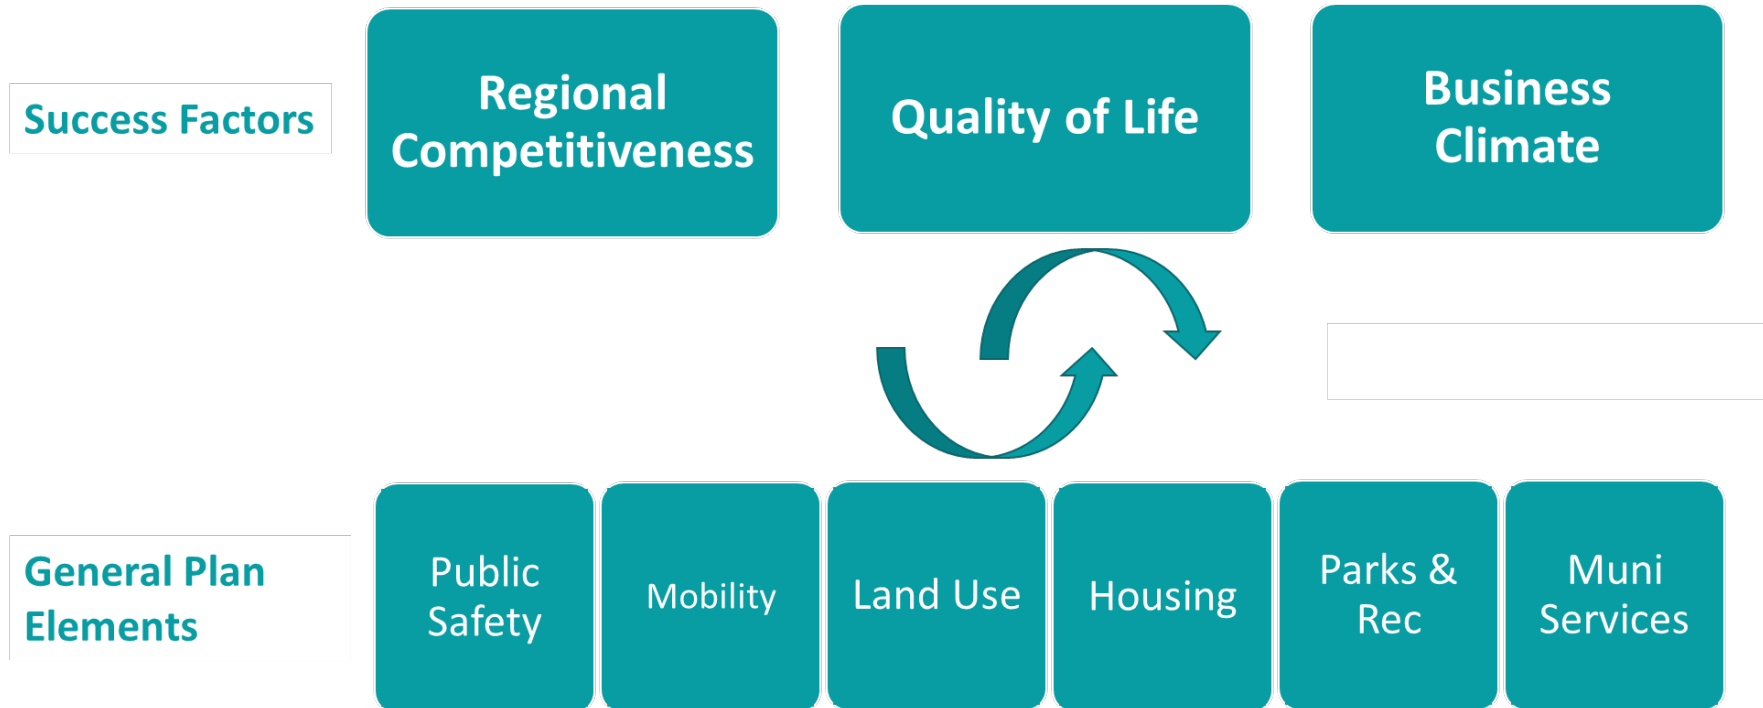 Success Factors
Regional
Competitiveness
Quality of Life
Business
Climate
General Plan
Elements
Public
Safety
Mobility
Land Use
Housing
Parks &
Rec
Muni
Services